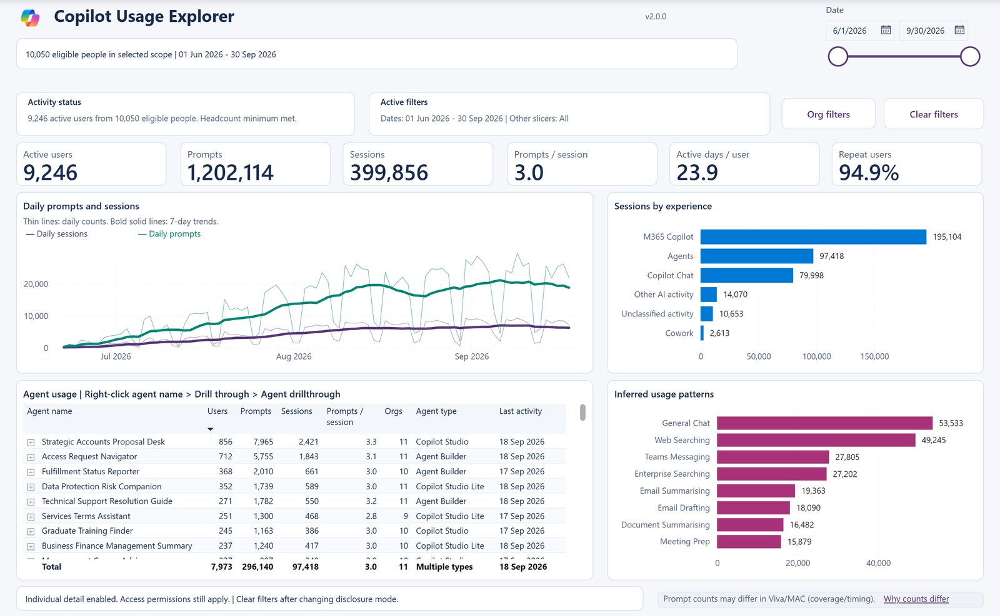 Copilot Usage Explorer
v2.0.0
Date
6/1/2026
9/30/2026
10,050 eligible people in selected scope | 01 Jun 2026 - 30 Sep 2026
Activity status
9,246 active users from 10,050 eligible people. Headcount minimum met.
Active filters
Dates: 01 Jun 2026 - 30 Sep 2026 | Other slicers: All
Org filters
Clear filters
Active users
9,246
Prompts
1,202,114
Sessions
399,856
Prompts / session
3.0
Active days / user
23.9
Repeat users
94.9%
Daily prompts and sessions
Thin lines: daily counts. Bold solid lines: 7-day trends.
Daily sessions
Daily prompts
20,000
10,000
0
Jul 2026
Aug 2026
Sep 2026
Sessions by experience
M365 Copilot 195,104
Agents 97,418
Copilot Chat 79,998
Other AI activity 14,070
Unclassified activity 10,653
Cowork 2,613
0 50,000 100,000 150,000
Agent usage | Right-click agent name > Drill through > Agent drillthrough
Agent name Users Prompts Sessions Prompts / session Orgs Agent type Last activity
Strategic Accounts Proposal Desk 856 7,965 2,421 3.3 11 Copilot Studio 18 Sep 2026
Access Request Navigator 712 5,755 1,843 3.1 11 Agent Builder 18 Sep 2026
Fulfillment Status Reporter 368 2,010 661 3.0 10 Agent Builder 17 Sep 2026
Data Protection Risk Companion 352 1,739 589 3.0 11 Copilot Studio Lite 18 Sep 2026
Technical Support Resolution Guide 271 1,782 550 3.2 11 Agent Builder 18 Sep 2026
Services Terms Assistant 251 1,300 468 2.8 9 Copilot Studio Lite 17 Sep 2026
Graduate Training Finder 245 1,163 386 3.0 10 Copilot Studio 17 Sep 2026
Business Finance Management Summary 237 1,240 417 3.0 10 Copilot Studio Lite 18 Sep 2026
Total 7,973 296,140 97,418 3.0 11 Multiple types 18 Sep 2026
Inferred usage patterns
General Chat 53,533
Web Searching 49,245
Teams Messaging 27,805
Enterprise Searching 27,202
Email Summarising 19,363
Email Drafting 18,090
Document Summarising 16,482
Meeting Prep 15,879
0 20,000 40,000
Individual detail enabled. Access permissions still apply. | Clear filters after changing disclosure mode.
Prompt counts may differ in Viva/MAC (coverage/timing). Why counts differ